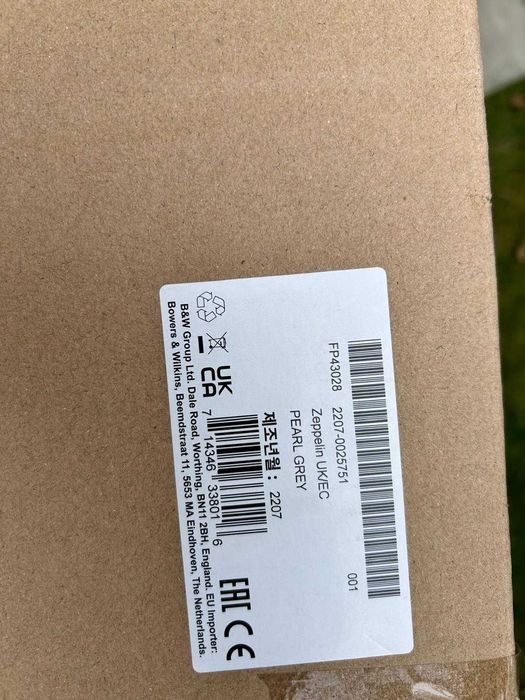 FP43028 2207-0025751 001
Zeppelin UK/EC
PEARL GREY
제조년월 : 2207
7 14346 33801 6
UK
CA
EAC CE
B&W Group Ltd. Dale Road, Worthing, BN11 2BH, England. EU Importer:
Bowers & Wilkins, Beemdstraat 11, 5653 MA Eindhoven, The Netherlands.